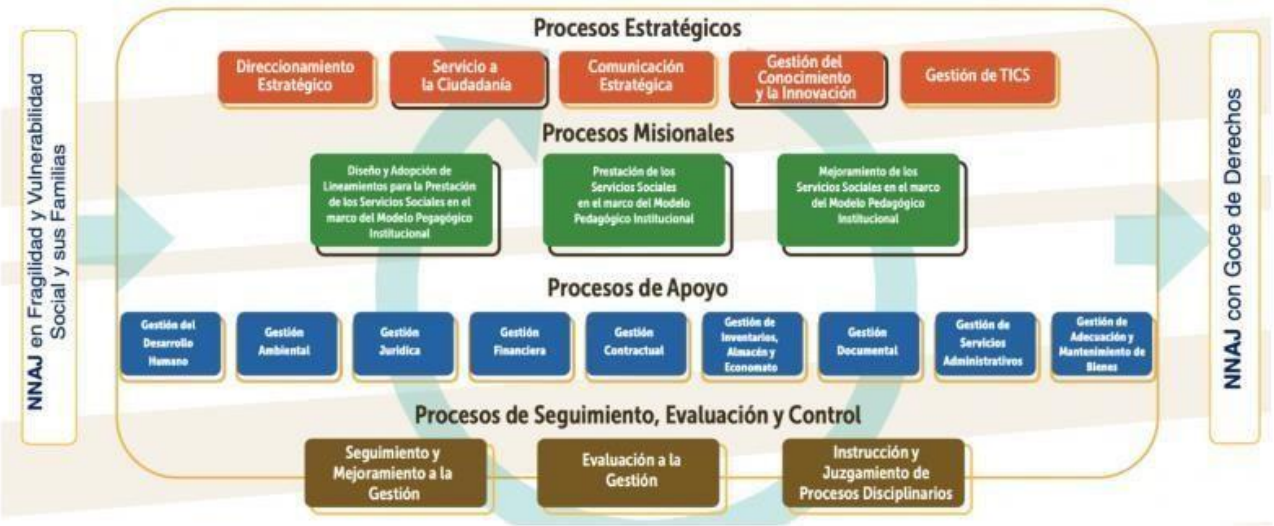 NNAJ en Fragilidad y Vulnerabilidad
Social y sus Familias
Procesos Estratégicos
Direccionamiento
Estratégico
Servicio a
la Ciudadanía
Comunicación
Estratégica
Gestión del
Conocimiento
y la Innovación
Gestión de TICS
Procesos Misionales
Diseño y Adopción de
Lineamientos para la Prestación
de los Servicios Sociales en el
marco del Modelo Pegagógico
Institucional
Prestación de los
Servicios Sociales
en el marco del Modelo
Pedagógico Institucional
Mejoramiento de los
Servicios Sociales en el marco
del Modelo Pedagógico
Institucional
Procesos de Apoyo
Gestión del
Desarrollo
Humano
Gestión
Ambiental
Gestión
Jurídica
Gestión
Financiera
Gestión
Contractual
Gestión de
Inventarios,
Almacén y
Economato
Gestión
Documental
Gestión de
Servicios
Administrativos
Gestión de
Adecuación y
Mantenimiento de
Bienes
Procesos de Seguimiento, Evaluación y Control
Seguimiento y
Mejoramiento a la
Gestión
Evaluación a la
Gestión
Instrucción y
Juzgamiento de
Procesos Disciplinarios
NNAJ con Goce de Derechos